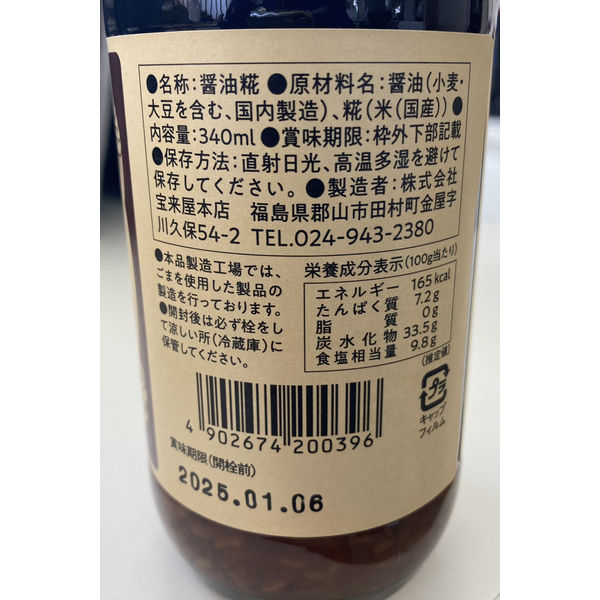 ●名称:醤油糀 ●原材料名:醤油(小麦・
大豆を含む、国内製造)、糀(米(国産))●
内容量:340ml●賞味期限:枠外下部記載
●保存方法:直射日光、高温多湿を避けて
保存してください。●製造者:株式会社
宝来屋本店 福島県郡山市田村町金屋字
川久保54-2 TEL.024-943-2380
●本品製造工場では、
ごまを使用した製品の
製造を行っております。
●開封後は必ず栓をし
て涼しい所(冷蔵庫)に
保管してください。
栄養成分表示(100g当たり)
エネルギー 165kcal
たんぱく質 7.2g
脂質 0g
炭水化物 33.5g
食塩相当量 9.8g
(推定値)
プラ
キャップ
フィルム
4 902674 200396
賞味期限(開栓前)
2025.01.06